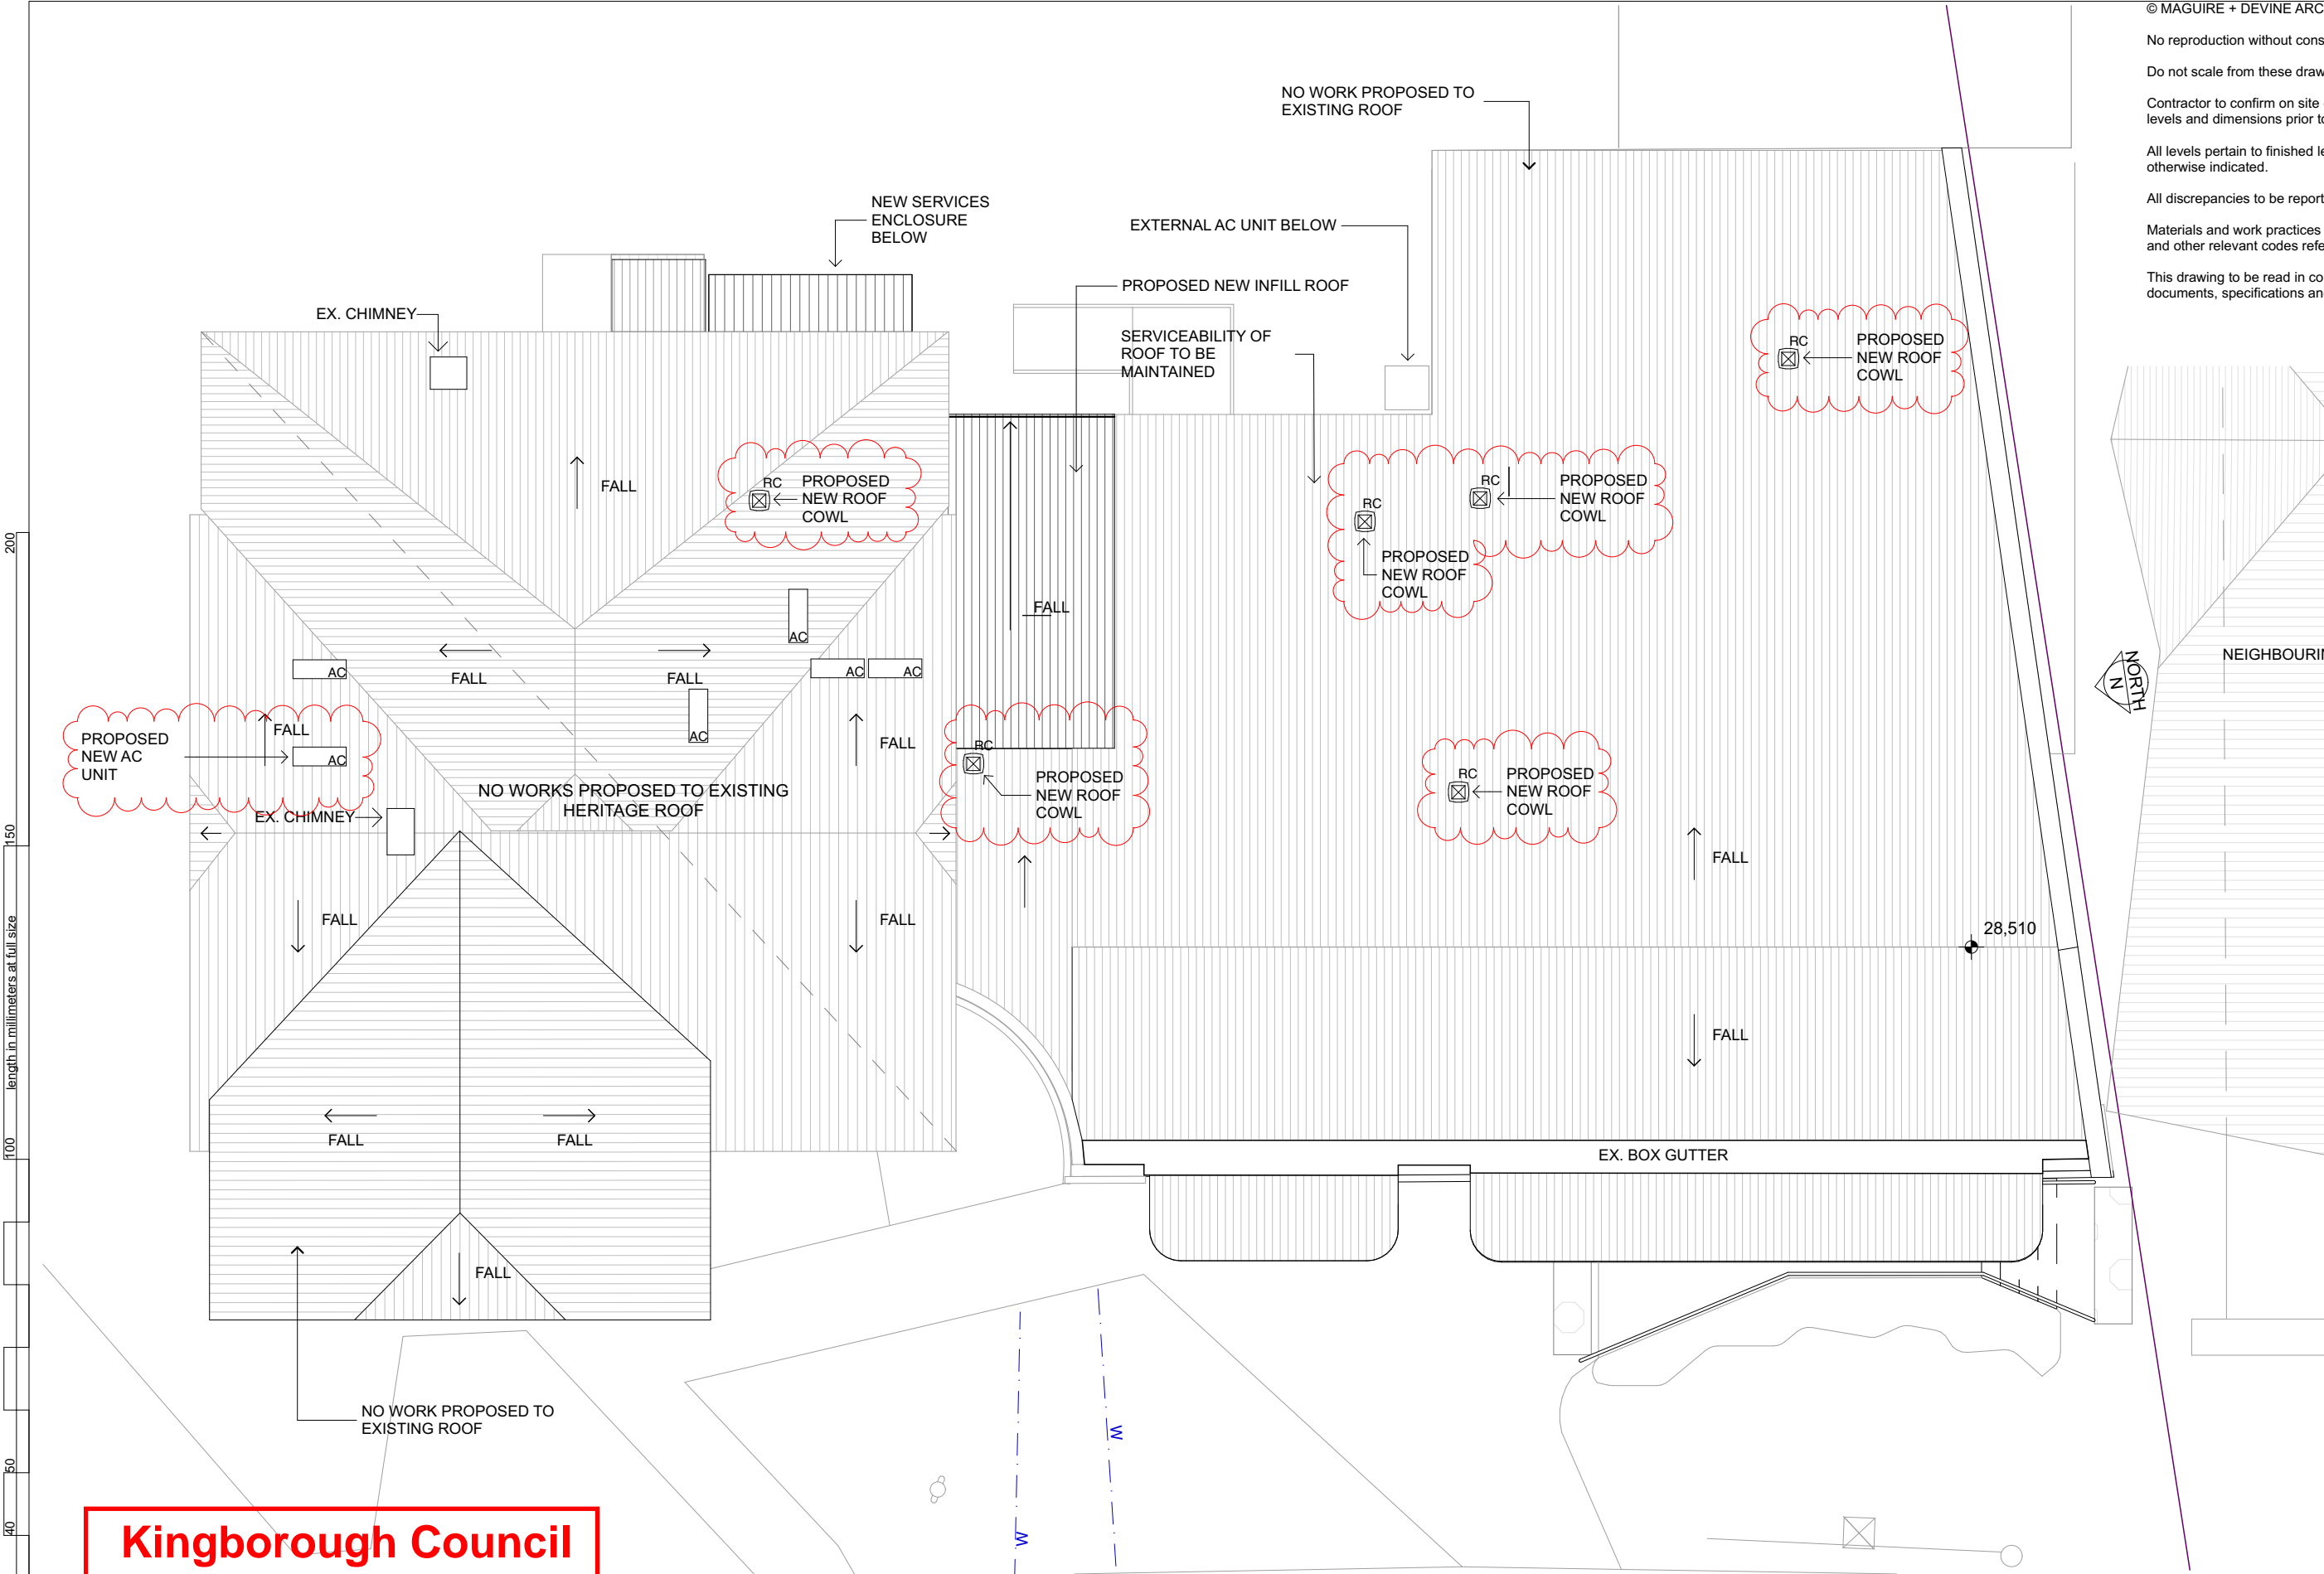 © MAGUIRE + DEVINE ARC
No reproduction without cons
Do not scale from these draw
Contractor to confirm on site
levels and dimensions prior to
All levels pertain to finished le
otherwise indicated.
All discrepancies to be report
Materials and work practices
and other relevant codes refe
This drawing to be read in co
documents, specifications an
NO WORK PROPOSED TO
EXISTING ROOF
NEW SERVICES
ENCLOSURE
BELOW
EXTERNAL AC UNIT BELOW
PROPOSED NEW INFILL ROOF
EX. CHIMNEY
SERVICEABILITY OF
ROOF TO BE
MAINTAINED
RC
PROPOSED
NEW ROOF
COWL
FALL
RC
PROPOSED
NEW ROOF
COWL
RC
PROPOSED
NEW ROOF
COWL
RC
PROPOSED
NEW ROOF
COWL
200
FALL
AC
FALL
FALL
AC
AC
AC
NORTH
N
NEIGHBOURIN
PROPOSED
NEW AC
UNIT
FALL
AC
AC
FALL
RC
PROPOSED
NEW ROOF
COWL
RC
PROPOSED
NEW ROOF
COWL
NO WORKS PROPOSED TO EXISTING
HERITAGE ROOF
EX. CHIMNEY
150
FALL
FALL
FALL
28,510
length in millimeters at full size
FALL
FALL
FALL
100
EX. BOX GUTTER
FALL
NO WORK PROPOSED TO
EXISTING ROOF
W
W
50
40
Kingborough Council